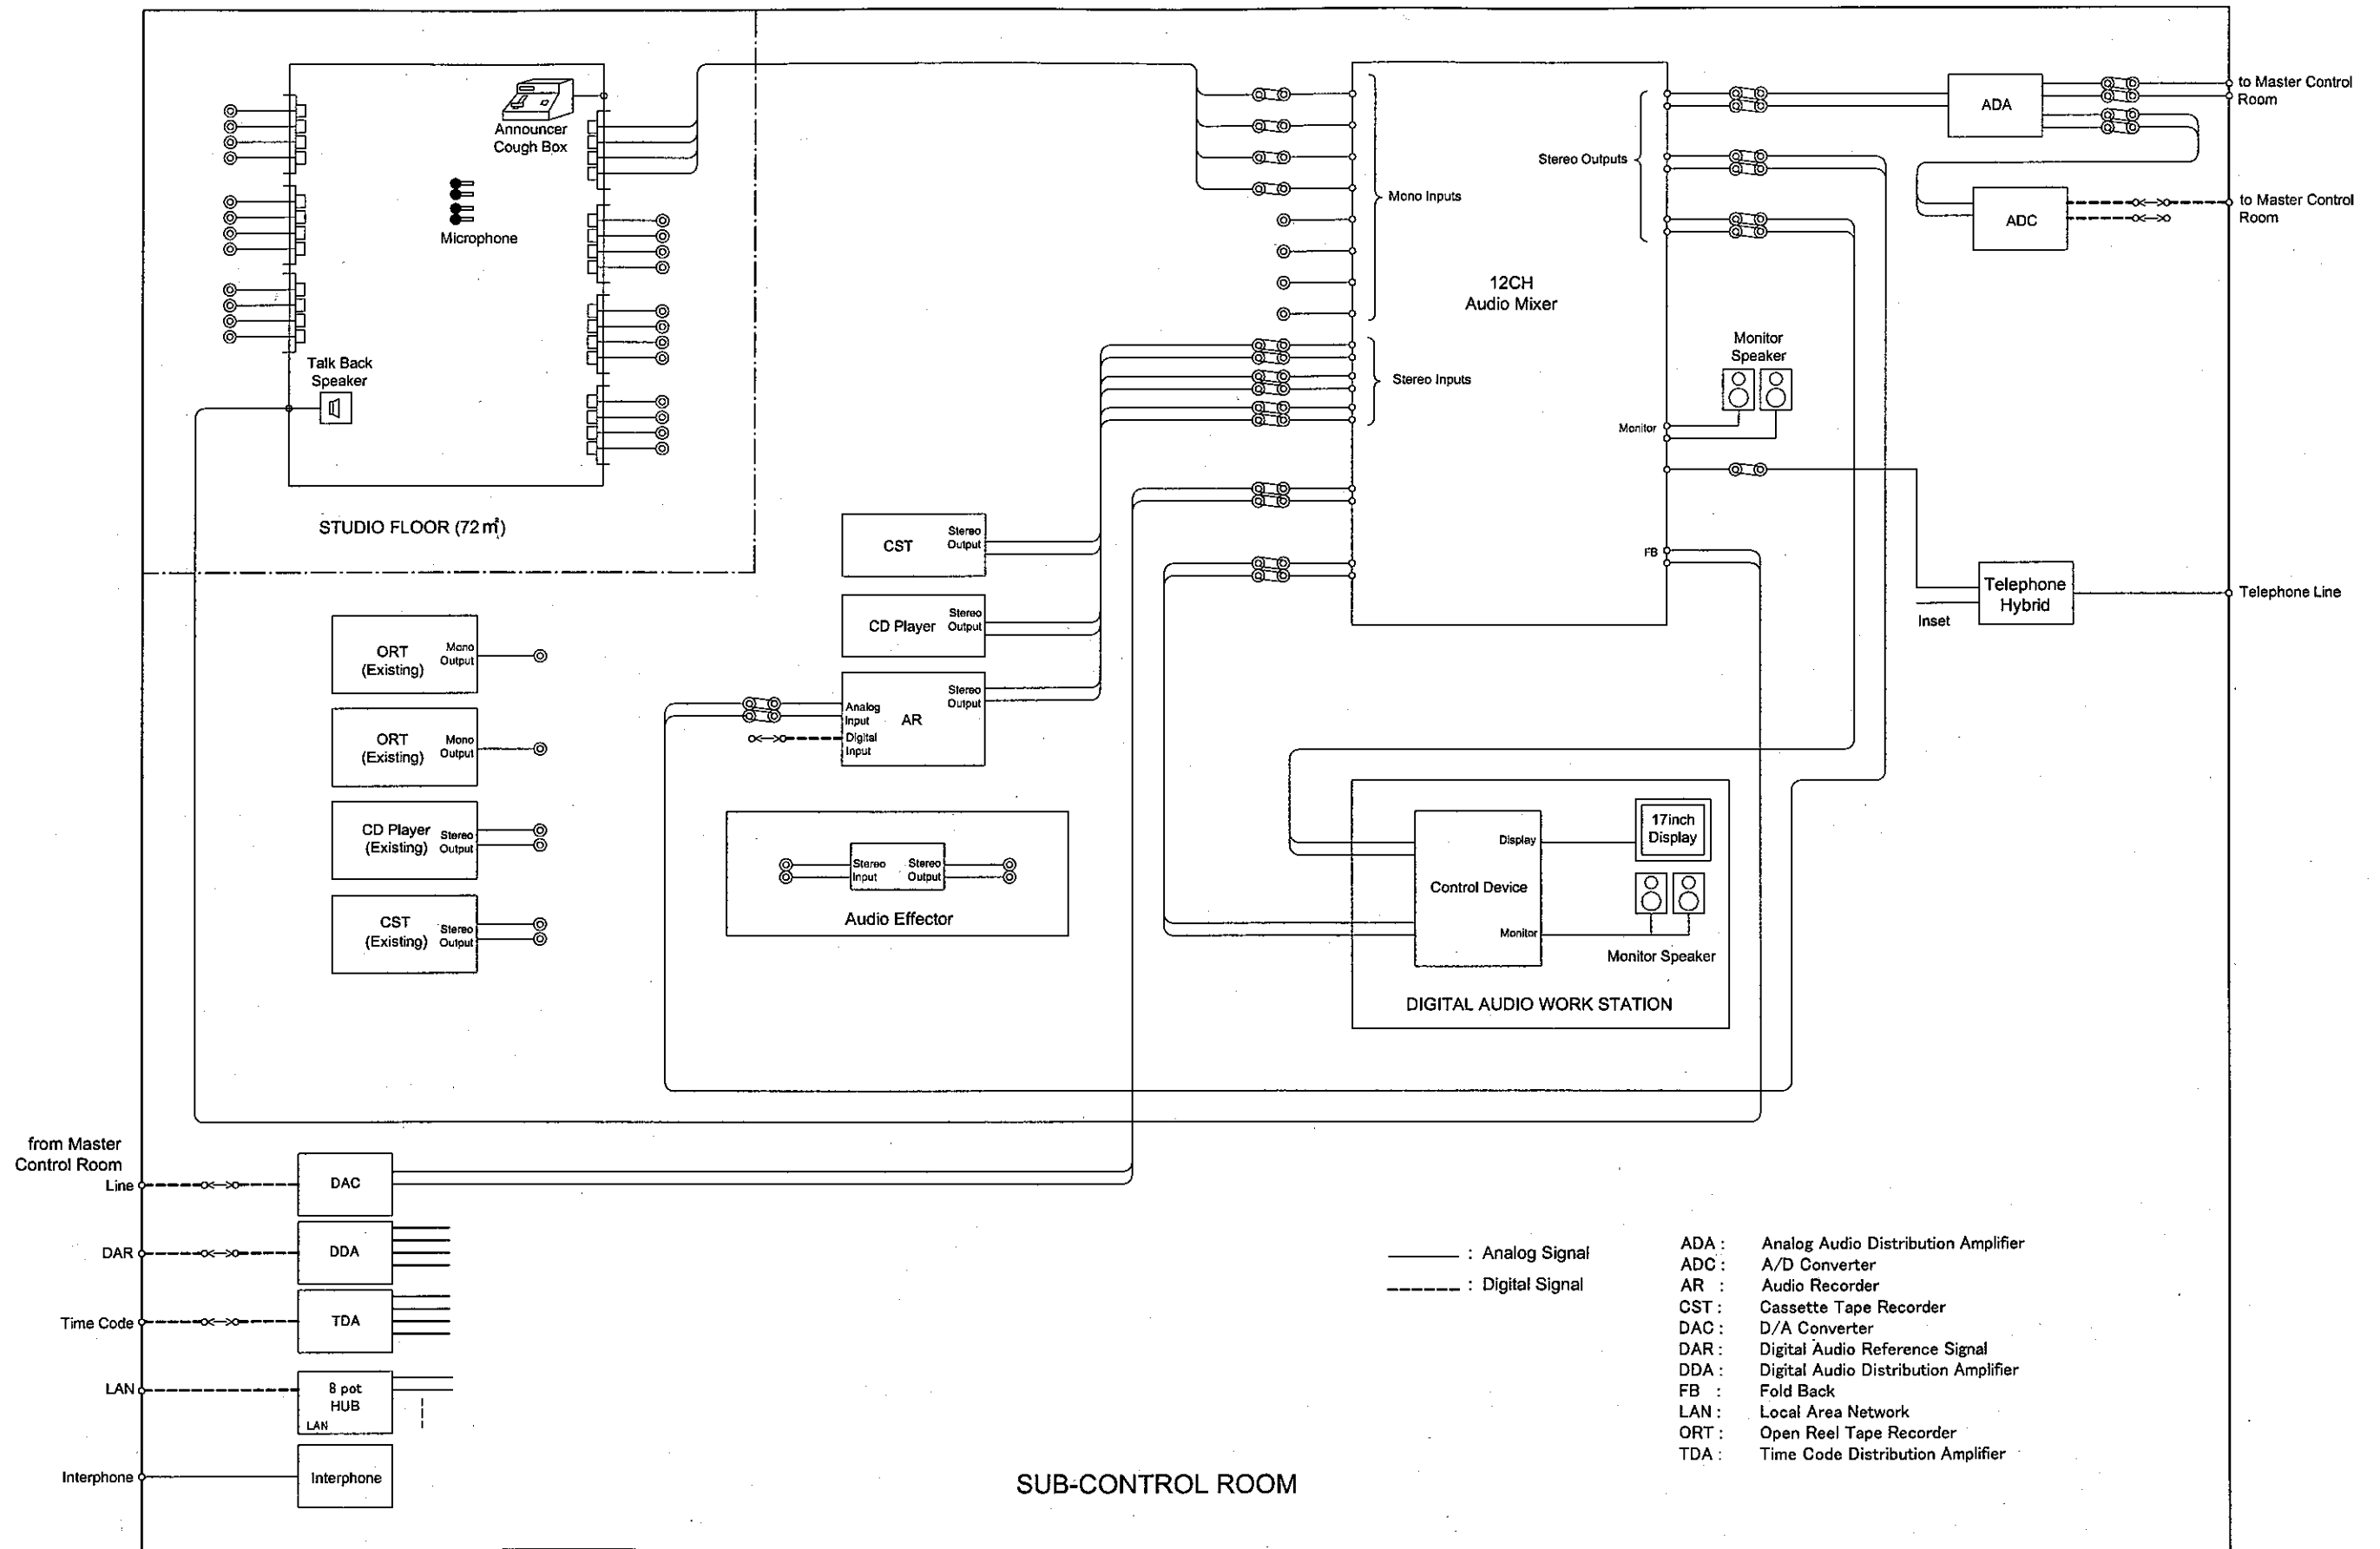 to Master Control
Room
ADA
Announcer
Cough Box
Stereo Outputs
Mono Inputs
to Master Control
Room
ADC
Microphone
12CH
Audio Mixer
Talk Back
Speaker
Monitor
Speaker
Stereo Inputs
Monitor
STUDIO FLOOR (72㎡)
CST
Stereo
Output
FB
Telephone
Hybrid
Telephone Line
Inset
CD Player
Stereo
Output
ORT
(Existing)
Mono
Output
AR
Stereo
Output
Analog
Input
Digital
Input
ORT
(Existing)
Mono
Output
CD Player
(Existing)
Stereo
Output
Stereo
Input
Stereo
Output
Audio Effector
CST
(Existing)
Stereo
Output
Display
17inch
Display
Control Device
Monitor
Monitor Speaker
DIGITAL AUDIO WORK STATION
from Master
Control Room
Line
DAC
DAR
DDA
Time Code
TDA
LAN
8 pot
HUB
LAN
Interphone
Interphone
: Analog Signal
: Digital Signal
ADA : Analog Audio Distribution Amplifier
ADC : A/D Converter
AR : Audio Recorder
CST : Cassette Tape Recorder
DAC : D/A Converter
DAR : Digital Audio Reference Signal
DDA : Digital Audio Distribution Amplifier
FB : Fold Back
LAN : Local Area Network
ORT : Open Reel Tape Recorder
TDA : Time Code Distribution Amplifier
SUB-CONTROL ROOM